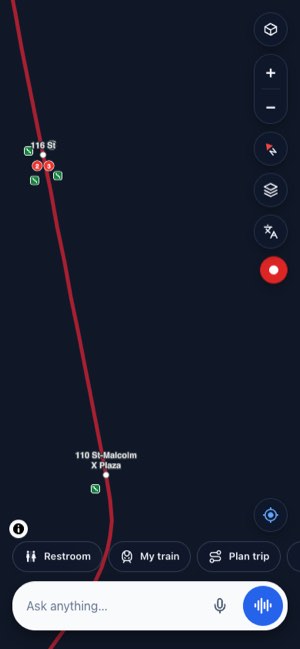 116 St
2 3
110 St-Malcolm
X Plaza
Restroom
My train
Plan trip
Ask anything...